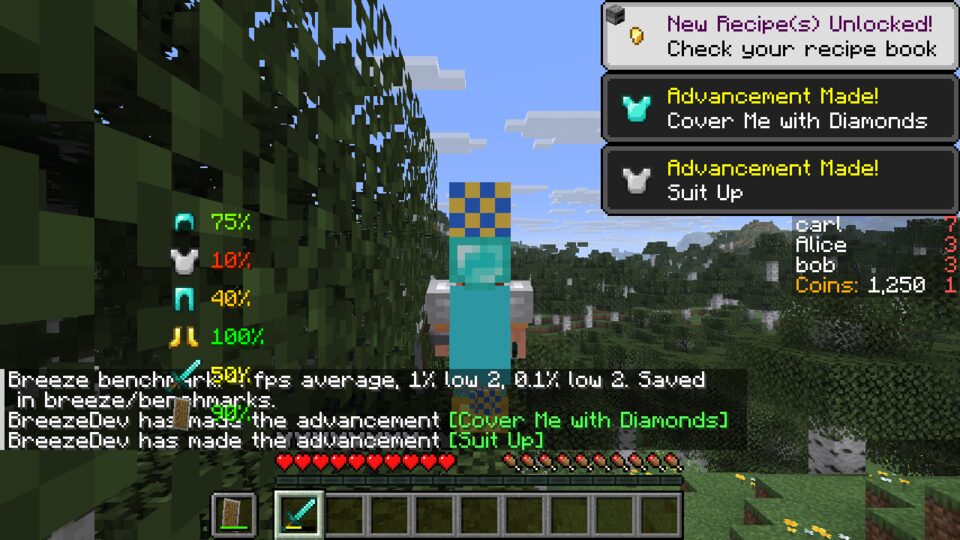 New Recipe(s) Unlocked!
Check your recipe book
Advancement Made!
Cover Me with Diamonds
Advancement Made!
Suit Up
carl 7
Alice 3
bob 3
Coins: 1,250 1
75%
10%
40%
100%
50%
90%
Breeze benchmark: fps average, 1% low 2, 0.1% low 2. Saved
in breeze/benchmarks.
BreezeDev has made the advancement [Cover Me with Diamonds]
BreezeDev has made the advancement [Suit Up]